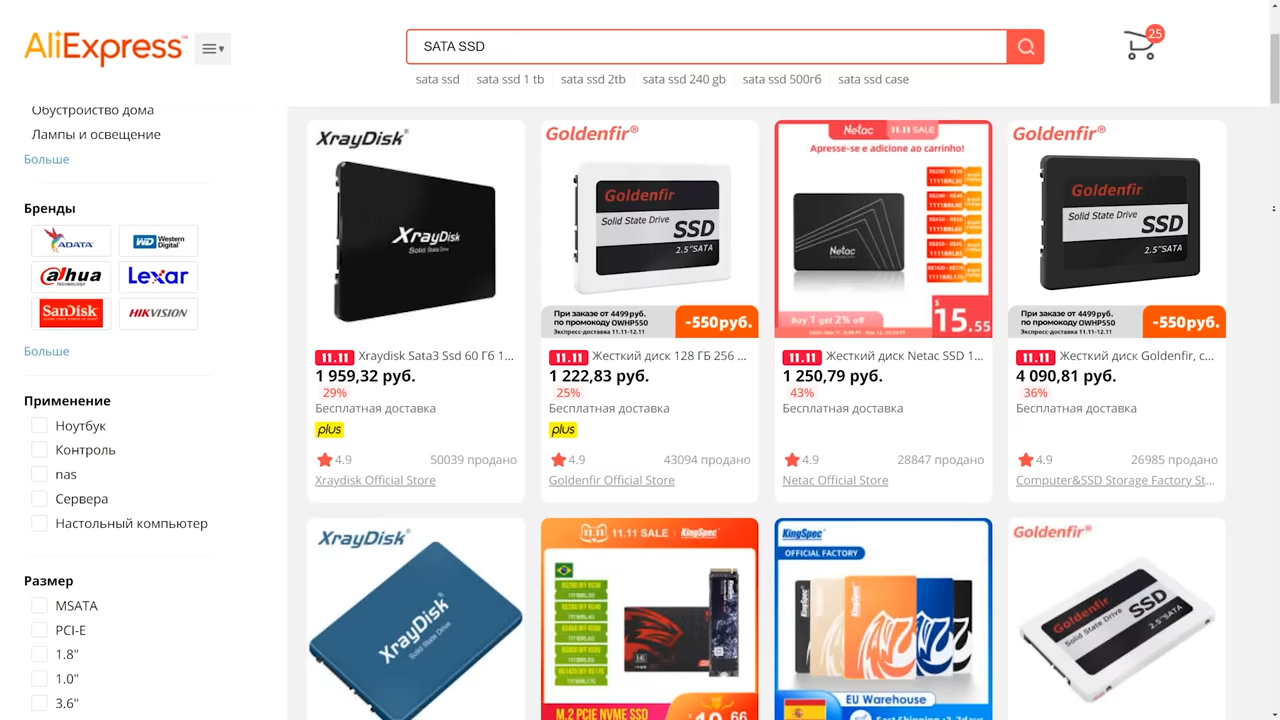 AliExpress™
SATA SSD
25
sata ssd
sata ssd 1 tb
sata ssd 2tb
sata ssd 240 gb
sata ssd 500гб
sata ssd case
Обустройство дома
Лампы и освещение
Больше
Бренды
ADATA
WD Western Digital
alhua TECHNOLOGY
Lexar
SanDisk
HIKVISION
Больше
Применение
Ноутбук
Контроль
nas
Сервера
Настольный компьютер
Размер
MSATA
PCI-E
1.8"
1.0"
3.6"
XrayDisk®
XrayDisk
Solid State Drive
11.11 Xraydisk Sata3 Ssd 60 Гб 1...
1 959,32 руб.
29%
Бесплатная доставка
plus
4.9 50039 продано
Xraydisk Official Store
Goldenfir®
Goldenfir
Solid State Drive
SSD
2.5"SATA
При заказе от 4499руб.
по промокоду OWHP550
Экспресс-доставка 11.11-12.11
-550руб.
11.11 Жесткий диск 128 ГБ 256 ...
1 222,83 руб.
25%
Бесплатная доставка
plus
4.9 43094 продано
Goldenfir Official Store
Netac 11.11 SALE
Apresse-se e adicione ao carrinho!
Netac
Buy 1 get 2% off
$15.55
11.11 Жесткий диск Netac SSD 1...
1 250,79 руб.
43%
Бесплатная доставка
4.9 28847 продано
Netac Official Store
Goldenfir®
Goldenfir
Solid State Drive
SSD
2.5"SATA
При заказе от 4499руб.
по промокоду OWHP550
Экспресс-доставка 11.11-12.11
-550руб.
11.11 Жесткий диск Goldenfir, с...
4 090,81 руб.
36%
Бесплатная доставка
4.9 26985 продано
Computer&SSD Storage Factory St...
XrayDisk®
XrayDisk
Solid State Drive
11.11 11.11 SALE KingSpec
M.2 PCIE NVME SSD
KingSpec
OFFICIAL FACTORY
KingSpec
EU Warehouse
Goldenfir®
Goldenfir
Solid State Drive
SSD
2.5"SATA